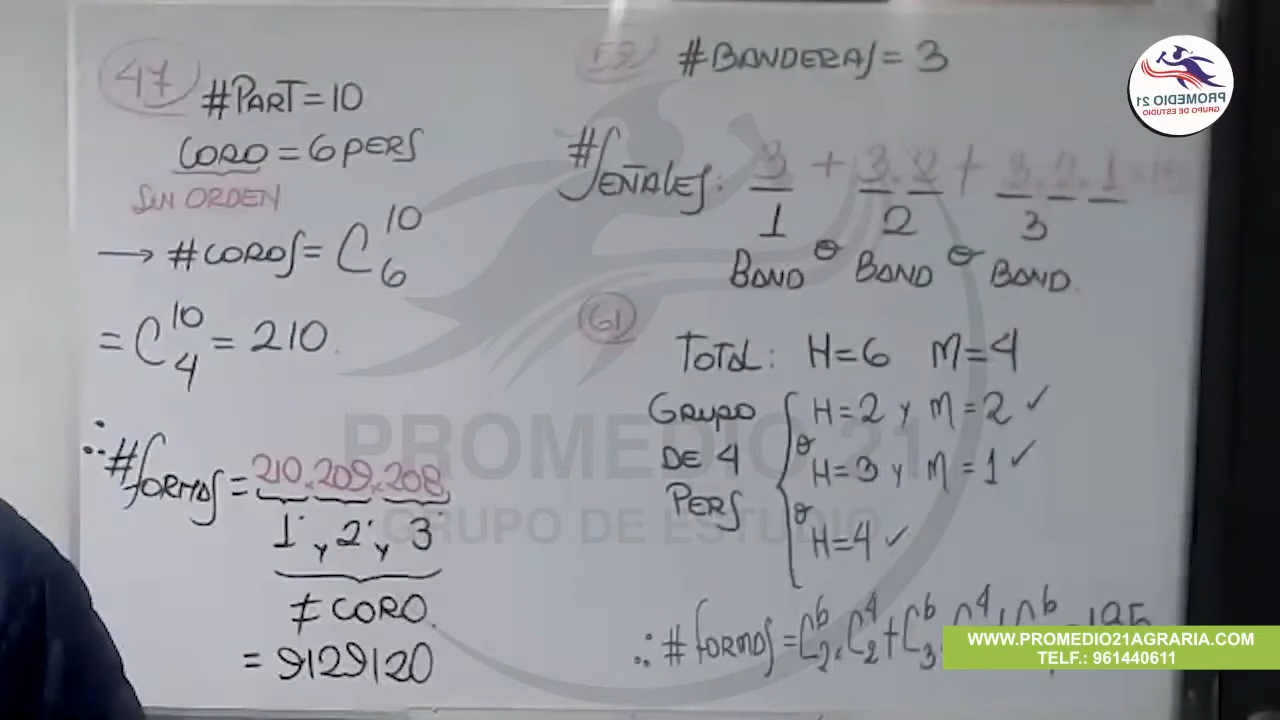 47
#PART=10
CORO=6 PERS
SIN ORDEN
→ #COROS= C 10 6
= C 10 4 = 210.
∴ #FORMAS = 210.209.208
1° y 2° y 3°
≠ CORO.
= 9129120
#BANDERAS= 3
#SEÑALES: 3 + 3.2 + 3.2.1 =15
1 2 3
BAND o BAND o BAND.
61
TOTAL: H=6 M=4
GRUPO DE 4 PERS
H=2 y M=2 ✓
o
H=3 y M=1 ✓
o
H=4 ✓
∴ # FORMAS = C 6 2 . C 4 2 + C 6 3
PROMEDIO 21
GRUPO DE ESTUDIO
PROMEDIO 21
GRUPO DE ESTUDIO
WWW.PROMEDIO21AGRARIA.COM
TELF.: 961440611